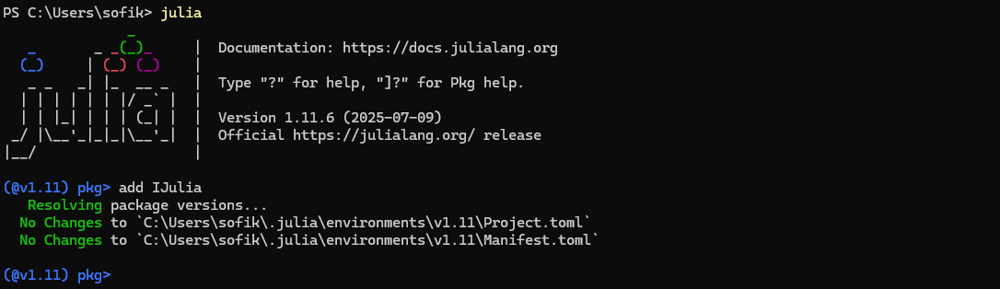 PS C:\Users\sofik> julia
               _
   _       _ _(_)_     |  Documentation: https://docs.julialang.org
  (_)     | (_) (_)    |
   _ _   _| |_  __ _   |  Type "?" for help, "]?" for Pkg help.
  | | | | | | |/ _` |  |
  | | |_| | | | (_| |  |  Version 1.11.6 (2025-07-09)
 _/ |\__'_|_|_|\__'_|  |  Official https://julialang.org/ release
|__/                   |
(@v1.11) pkg> add IJulia
   Resolving package versions...
  No Changes to `C:\Users\sofik\.julia\environments\v1.11\Project.toml`
  No Changes to `C:\Users\sofik\.julia\environments\v1.11\Manifest.toml`
(@v1.11) pkg>